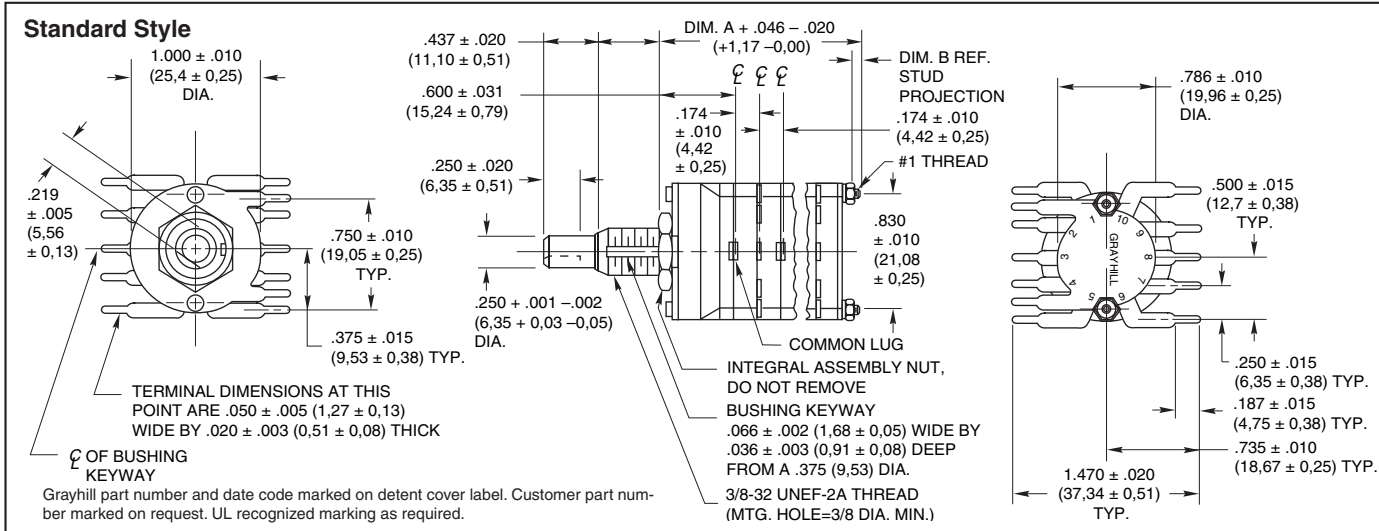 Standard Style
1.000 ± .010
(25,4 ± 0,25)
DIA.
.219
± .005
(5,56
± 0,13)
.750 ± .010
(19,05 ± 0,25)
TYP.
.375 ± .015
(9,53 ± 0,38) TYP.
TERMINAL DIMENSIONS AT THIS
POINT ARE .050 ± .005 (1,27 ± 0,13)
WIDE BY .020 ± .003 (0,51 ± 0,08) THICK
℄ OF BUSHING
KEYWAY
Grayhill part number and date code marked on detent cover label. Customer part num-
ber marked on request. UL recognized marking as required.
.437 ± .020
(11,10 ± 0,51)
DIM. A + .046 –.020
(+1,17 –0,00)
℄ ℄ ℄
.600 ± .031
(15,24 ± 0,79)
.174
± .010
(4,42
± 0,25)
.250 ± .020
(6,35 ± 0,51)
DIM. B REF.
STUD
PROJECTION
.174 ± .010
(4,42 ± 0,25)
#1 THREAD
.830
± .010
(21,08
± 0,25)
.250 + .001 –.002
(6,35 + 0,03 –0,05)
DIA.
COMMON LUG
INTEGRAL ASSEMBLY NUT,
DO NOT REMOVE
BUSHING KEYWAY
.066 ± .002 (1,68 ± 0,05) WIDE BY
.036 ± .003 (0,91 ± 0,08) DEEP
FROM A .375 (9,53) DIA.
3/8-32 UNEF-2A THREAD
(MTG. HOLE=3/8 DIA. MIN.)
.786 ± .010
(19,96 ± 0,25)
DIA.
1
2
3
4
5
6
7
8
9
10
GRAYHILL
.500 ± .015
(12,7 ± 0,38)
TYP.
.250 ± .015
(6,35 ± 0,38) TYP.
.187 ± .015
(4,75 ± 0,38) TYP.
.735 ± .010
(18,67 ± 0,25) TYP.
1.470 ± .020
(37,34 ± 0,51)
TYP.